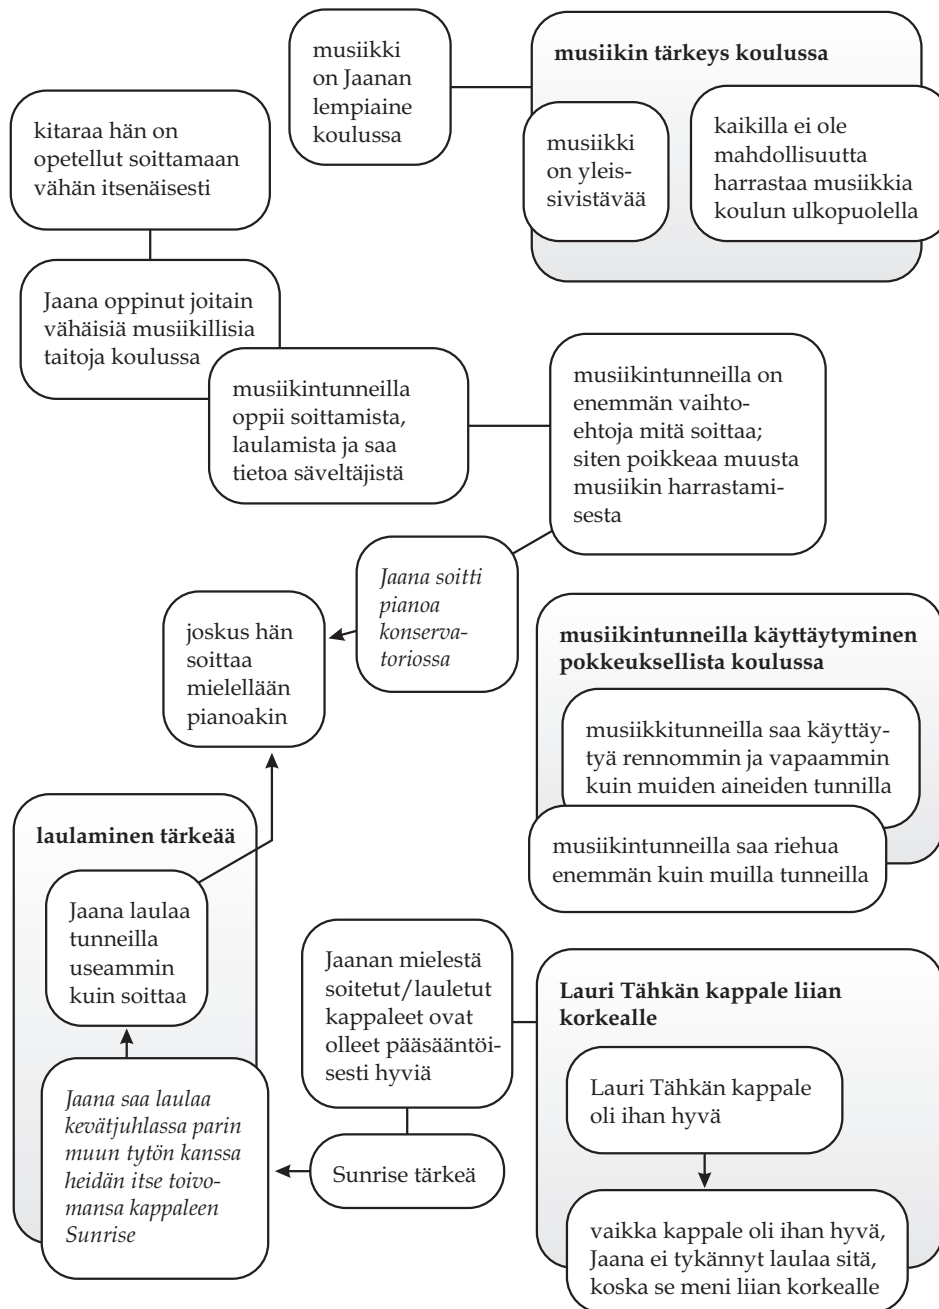 musiikki
on Jaanan
lempiaine
koulussa
musiikin tärkeys koulussa
musiikki
on yleis-
sivistävää
kaikilla ei ole
mahdollisuutta
harrastaa musiikkia
koulun ulkopuolella
kitaraa hän on
opetellut soittamaan
vähän itsenäisesti
Jaana oppinut joitain
vähäisiä musiikillisia
taitoja koulussa
musiikintunneilla
oppii soittamista,
laulamista ja saa
tietoa säveltäjistä
musiikintunneilla on
enemmän vaihto-
ehtoja mitä soittaa;
siten poikkeaa muusta
musiikin harrastami-
sesta
Jaana soitti
pianoa
konserva-
toriossa
joskus hän
soittaa
mielellään
pianoakin
musiikintunneilla käyttäytyminen
pokkeuksellista koulussa
musiikkitunneilla saa käyttäy-
tyä rennommin ja vapaammin
kuin muiden aineiden tunnilla
musiikintunneilla saa riehua
enemmän kuin muilla tunneilla
laulaminen tärkeää
Jaana laulaa
tunneilla
useammin
kuin soittaa
Jaana saa laulaa
kevätjuhlassa parin
muun tytön kanssa
heidän itse toivo-
mansa kappaleen
Sunrise
Jaanan mielestä
soitetut/lauletut
kappaleet ovat
olleet pääsääntöi-
sesti hyviä
Sunrise tärkeä
Lauri Tähkän kappale liian
korkealle
Lauri Tähkän kappale
oli ihan hyvä
vaikka kappale oli ihan hyvä,
Jaana ei tykännyt laulaa sitä,
koska se meni liian korkealle